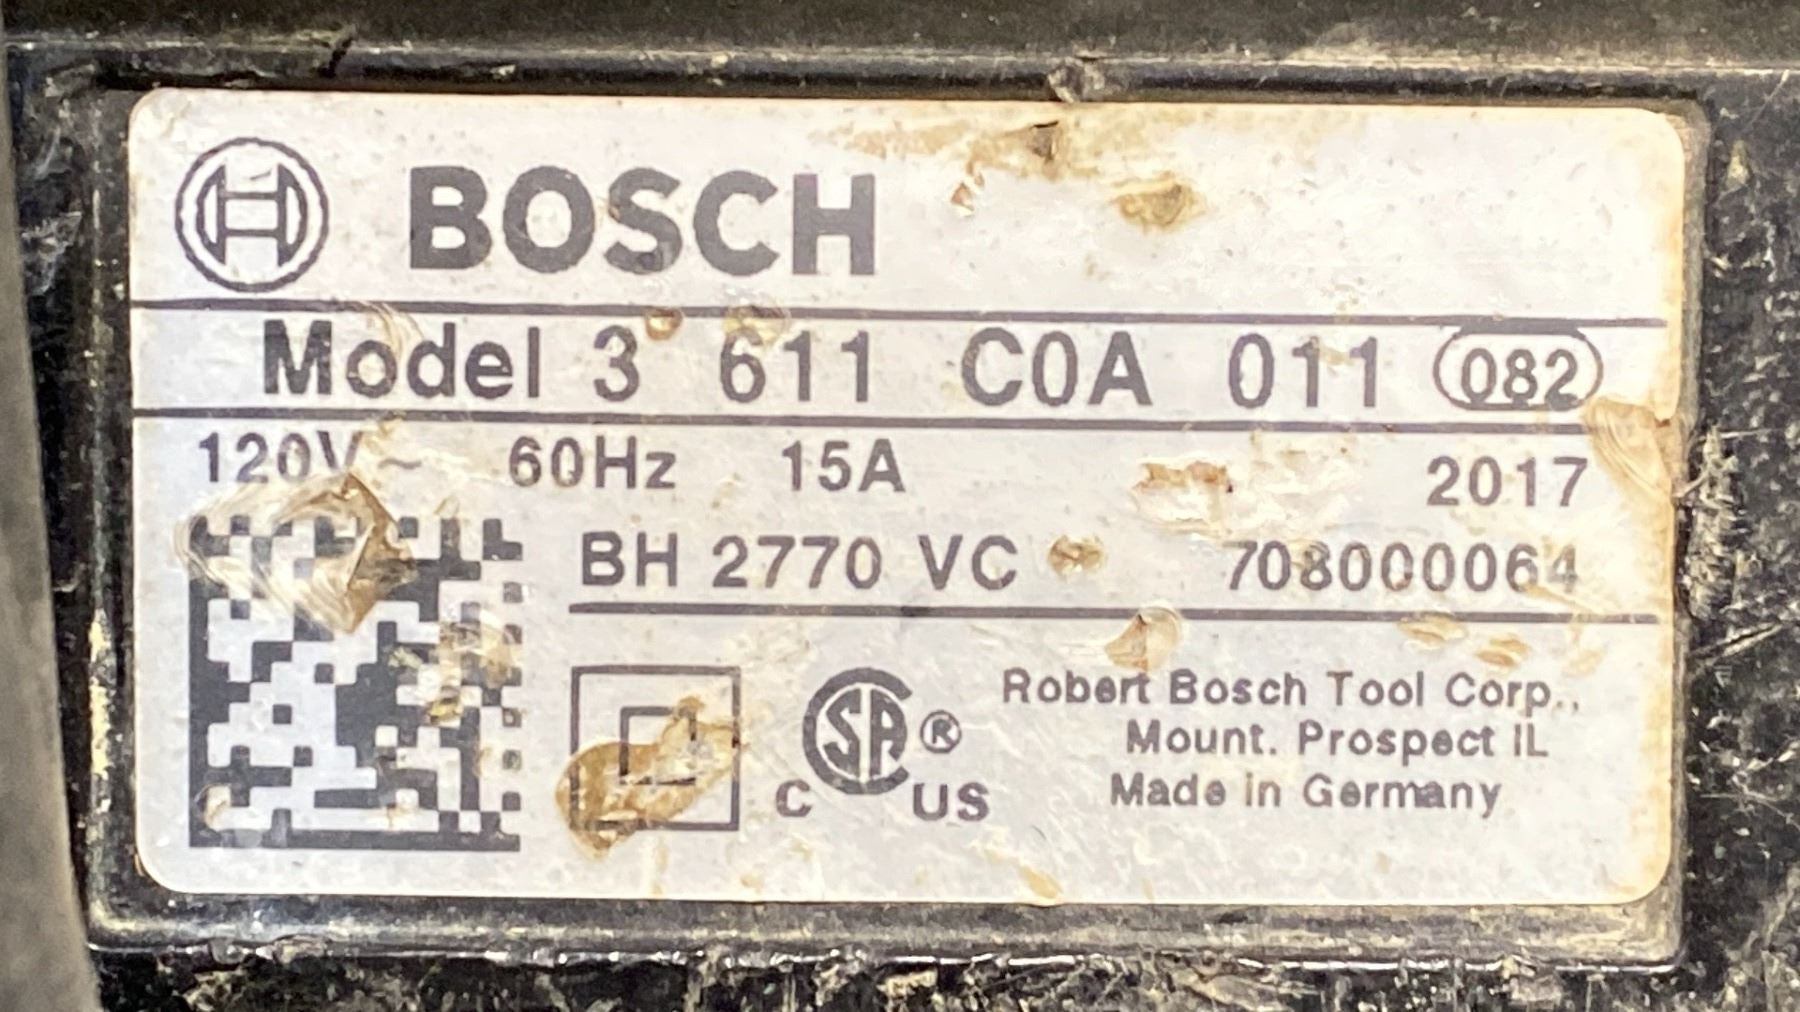 BOSCH
Model 3 611 C0A 011 082
120V ~ 60Hz 15A 2017
BH 2770 VC 708000064
Robert Bosch Tool Corp.,
Mount. Prospect IL
Made in Germany
CSA ®
C US